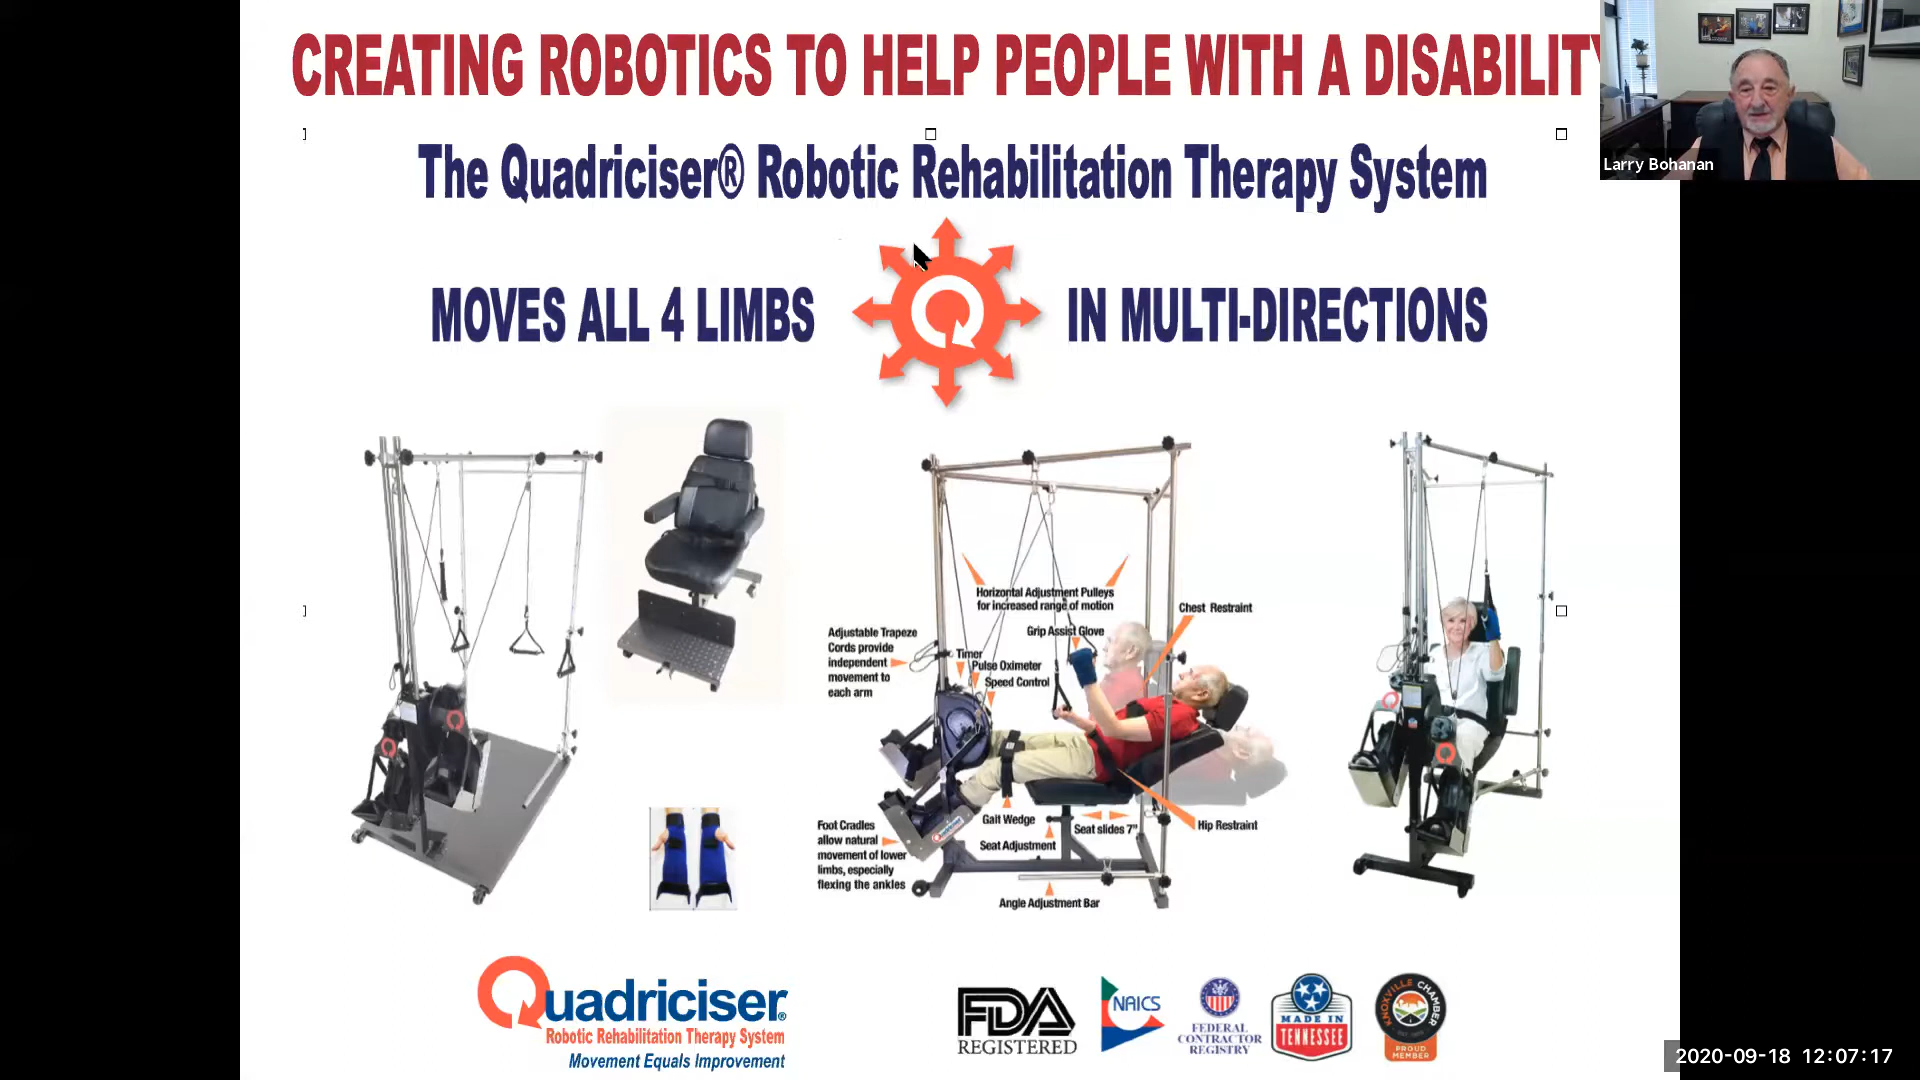 CREATING ROBOTICS TO HELP PEOPLE WITH A DISABILITY
Larry Bohanan
The Quadriciser® Robotic Rehabilitation Therapy System
MOVES ALL 4 LIMBS
IN MULTI-DIRECTIONS
Horizontal Adjustment Pulleys
for increased range of motion
Chest Restraint
Grip Assist Glove
Adjustable Trapeze
Cords provide
independent
movement to
each arm
Timer
Pulse Oximeter
Speed Control
Foot Cradles
allow natural
movement of lower
limbs, especially
flexing the ankles
Gait Wedge
Seat Adjustment
Seat slides 7"
Hip Restraint
Angle Adjustment Bar
Quadriciser®
Robotic Rehabilitation Therapy System
Movement Equals Improvement
FDA
REGISTERED
NAICS
FEDERAL
CONTRACTOR
REGISTRY
MADE IN
TENNESSEE
KNOXVILLE CHAMBER
PROUD
MEMBER
2020-09-18 12:07:17